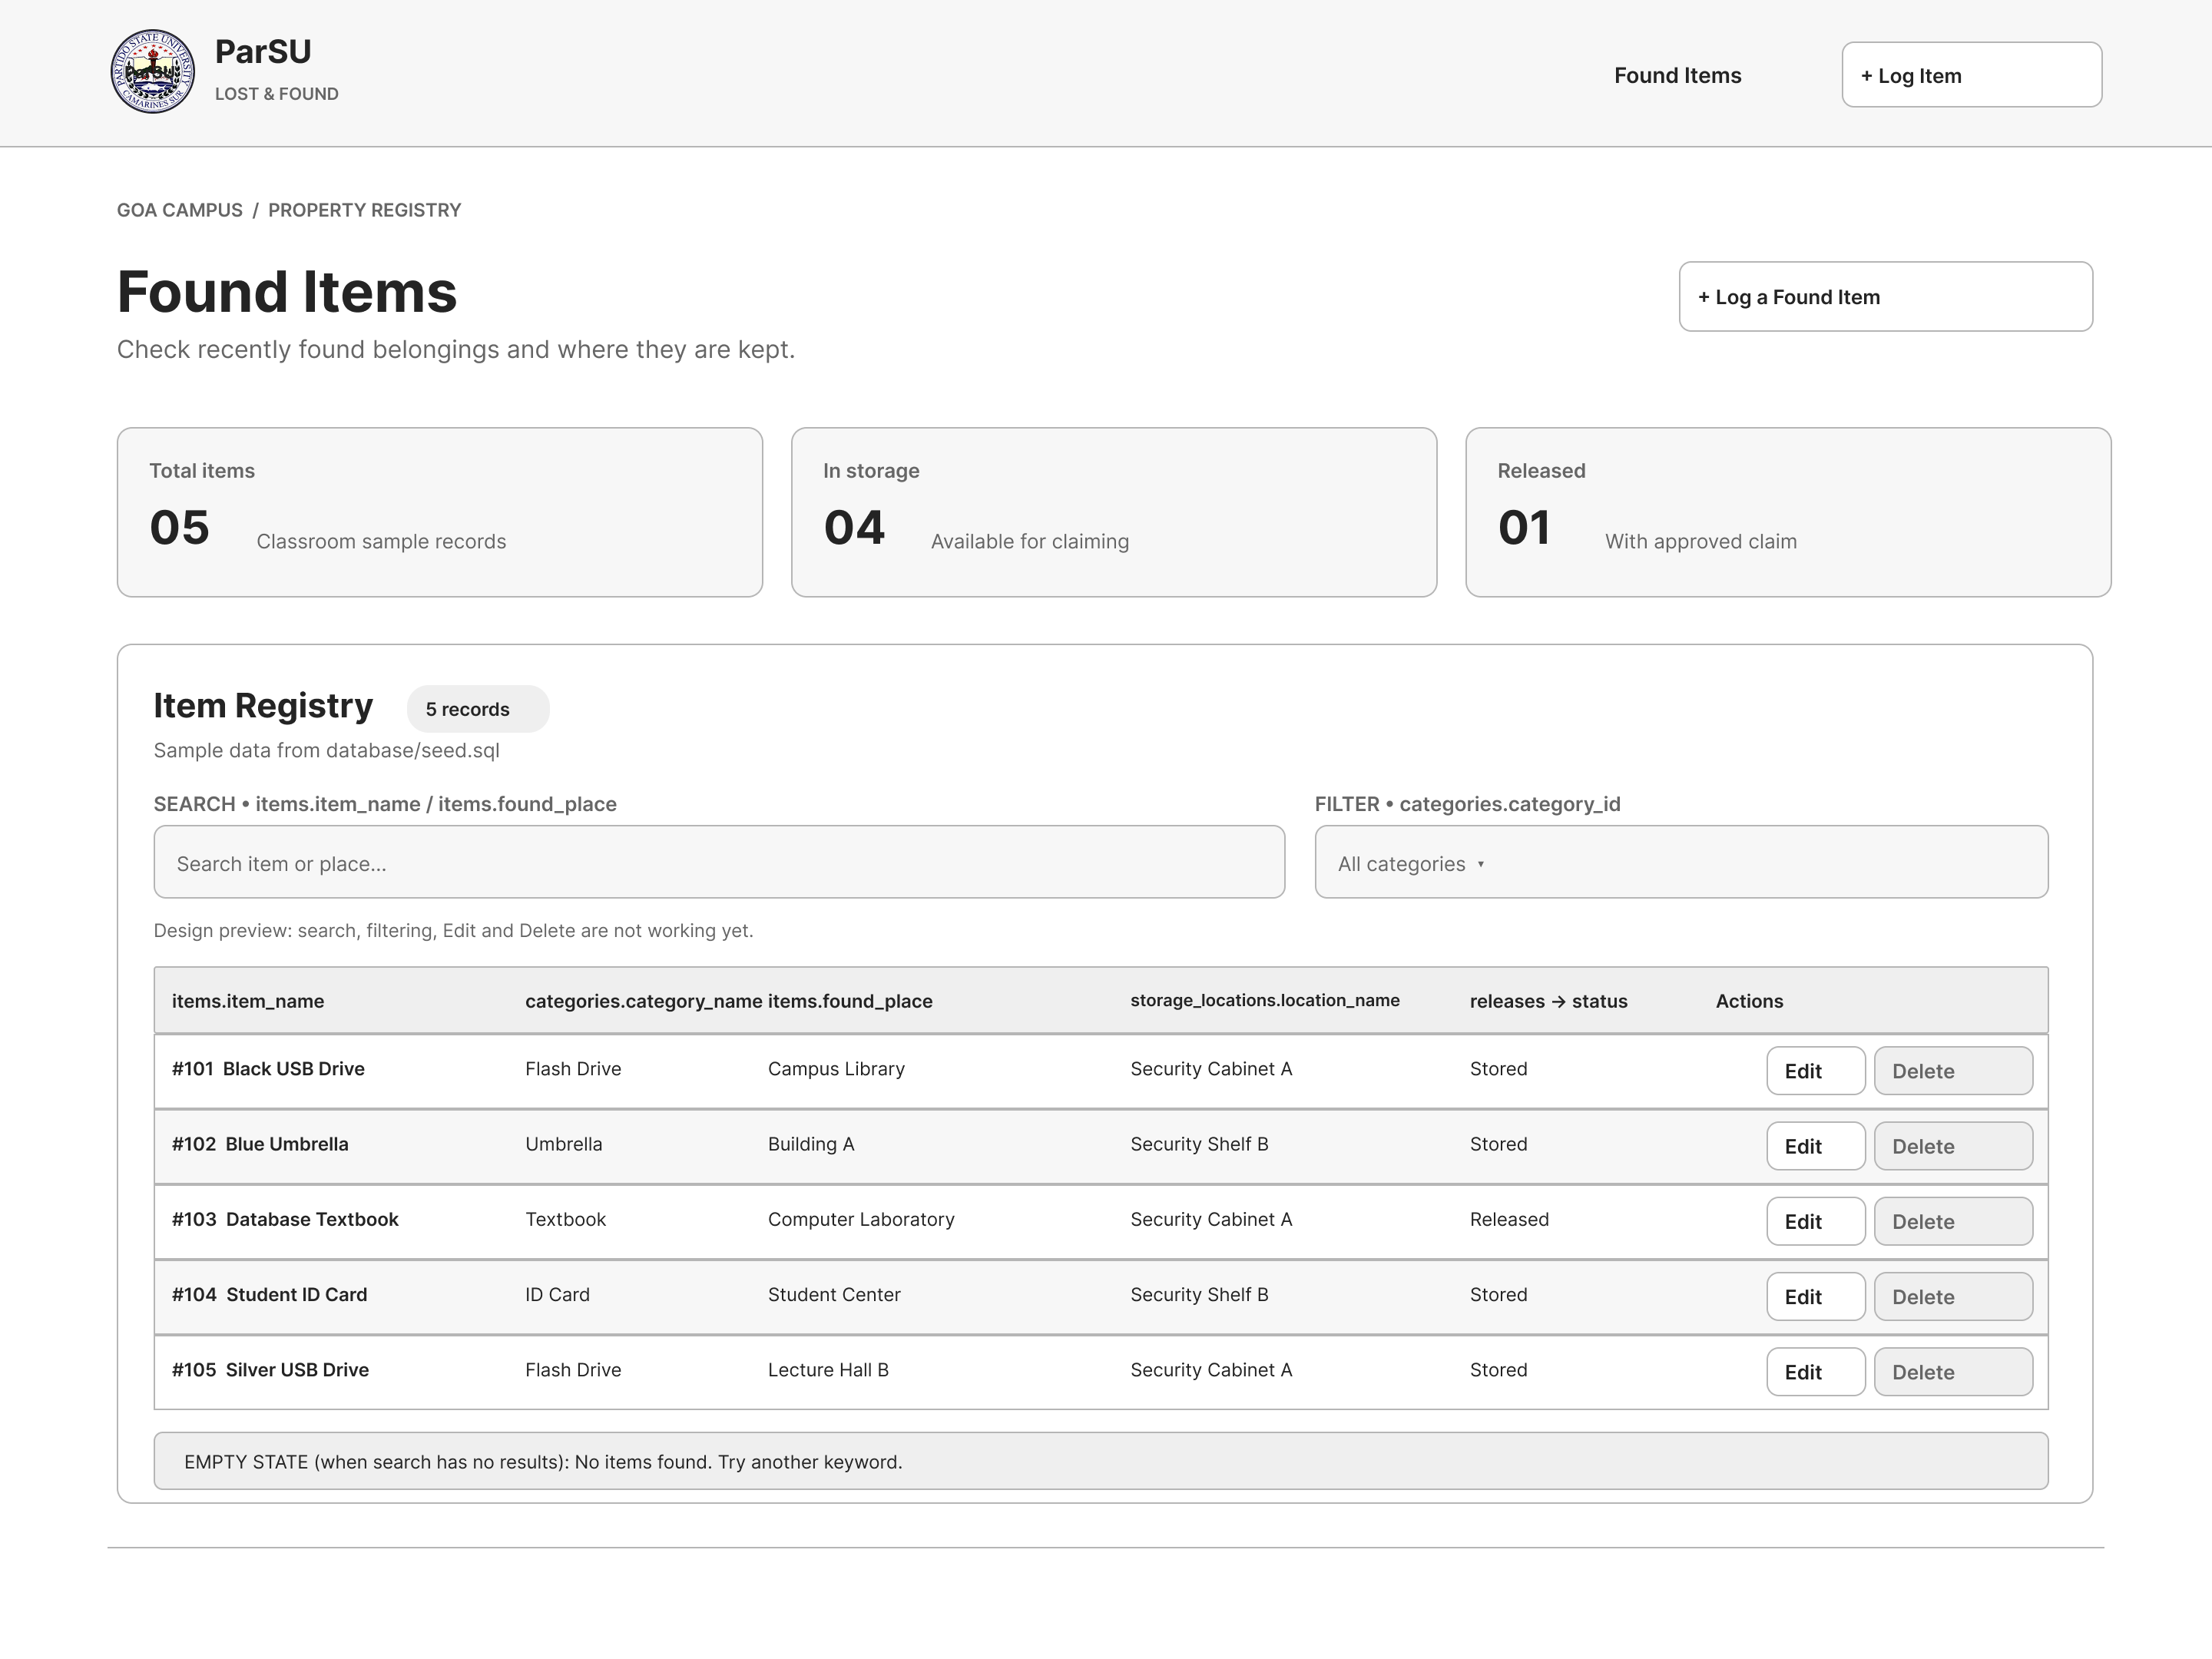 PARTIDO STATE UNIVERSITY
CAMARINES SUR
ParSU
ParSU
LOST & FOUND
Found Items
+ Log Item
GOA CAMPUS / PROPERTY REGISTRY
Found Items
+ Log a Found Item
Check recently found belongings and where they are kept.
Total items
05 Classroom sample records
In storage
04 Available for claiming
Released
01 With approved claim
Item Registry 5 records
Sample data from database/seed.sql
SEARCH • items.item_name / items.found_place
Search item or place...
FILTER • categories.category_id
All categories ▾
Design preview: search, filtering, Edit and Delete are not working yet.
items.item_name categories.category_name items.found_place storage_locations.location_name releases → status Actions
#101 Black USB Drive Flash Drive Campus Library Security Cabinet A Stored Edit Delete
#102 Blue Umbrella Umbrella Building A Security Shelf B Stored Edit Delete
#103 Database Textbook Textbook Computer Laboratory Security Cabinet A Released Edit Delete
#104 Student ID Card ID Card Student Center Security Shelf B Stored Edit Delete
#105 Silver USB Drive Flash Drive Lecture Hall B Security Cabinet A Stored Edit Delete
EMPTY STATE (when search has no results): No items found. Try another keyword.